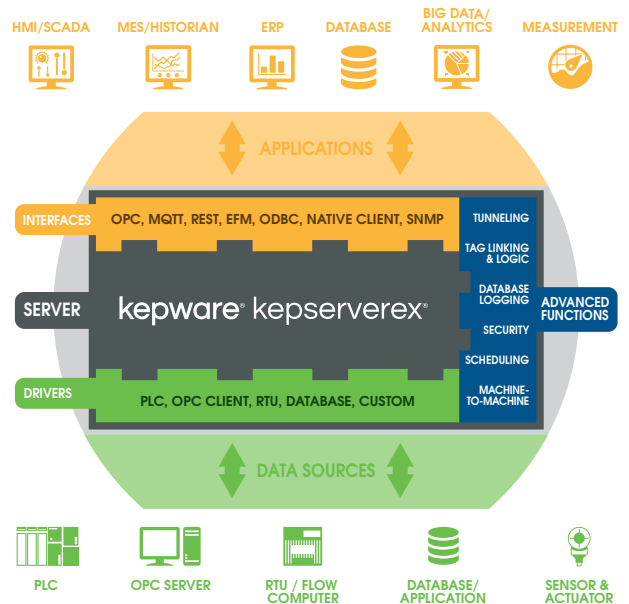 HMI/SCADA
MES/HISTORIAN
ERP
DATABASE
BIG DATA/
ANALYTICS
MEASUREMENT
APPLICATIONS
INTERFACES
OPC, MQTT, REST, EFM, ODBC, NATIVE CLIENT, SNMP
SERVER
kepware® kepserverex®
TUNNELING
TAG LINKING
& LOGIC
DATABASE
LOGGING
SECURITY
SCHEDULING
MACHINE-
TO-MACHINE
ADVANCED
FUNCTIONS
DRIVERS
PLC, OPC CLIENT, RTU, DATABASE, CUSTOM
DATA SOURCES
PLC
OPC SERVER
RTU / FLOW
COMPUTER
DATABASE/
APPLICATION
SENSOR &
ACTUATOR